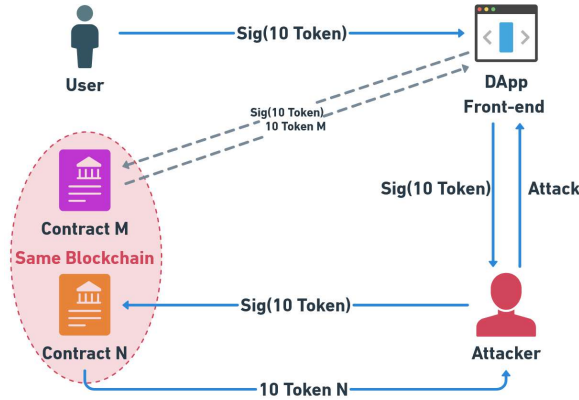 Sig(10 Token)
User
DApp
Front-end
Sig(10 Token)
10 Token M
Sig(10 Token)
Attack
Contract M
Same Blockchain
Sig(10 Token)
Contract N
Attacker
10 Token N